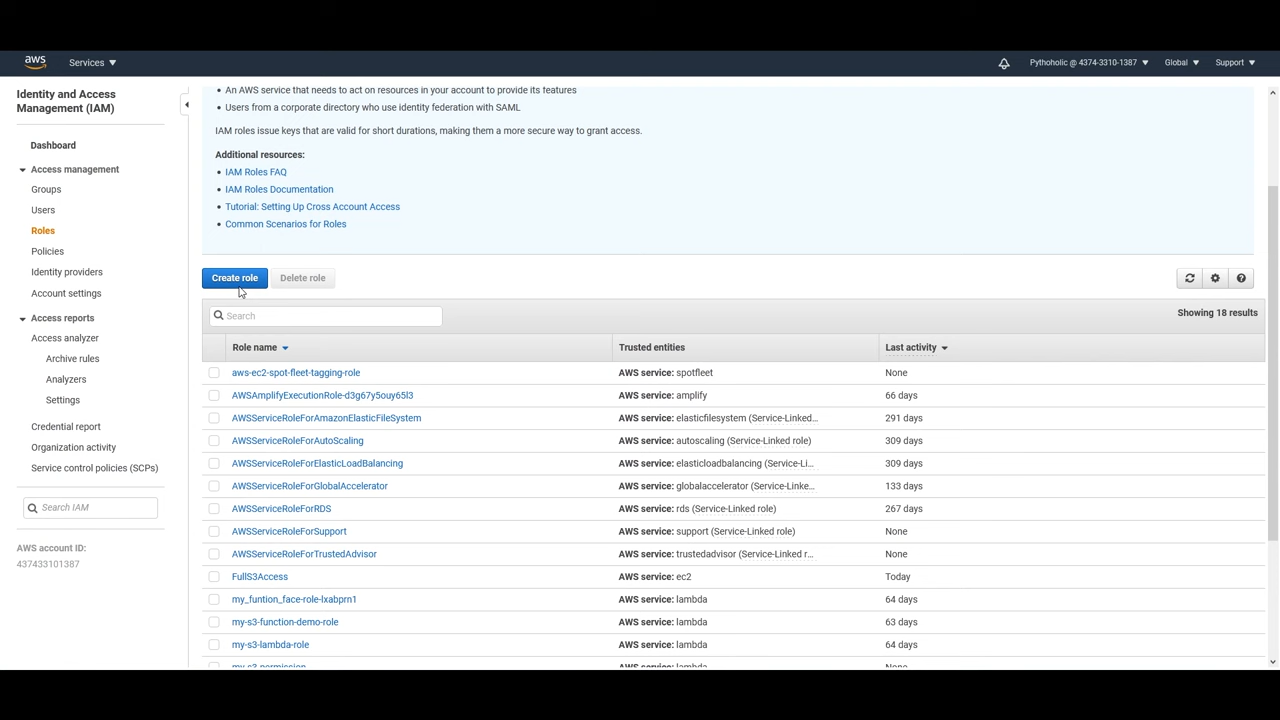 aws
Services
Pythoholic @ 4374-3310-1387
Global
Support
Identity and Access
Management (IAM)
Dashboard
Access management
Groups
Users
Roles
Policies
Identity providers
Account settings
Access reports
Access analyzer
Archive rules
Analyzers
Settings
Credential report
Organization activity
Service control policies (SCPs)
Search IAM
AWS account ID:
437433101387
An AWS service that needs to act on resources in your account to provide its features
Users from a corporate directory who use identity federation with SAML
IAM roles issue keys that are valid for short durations, making them a more secure way to grant access.
Additional resources:
IAM Roles FAQ
IAM Roles Documentation
Tutorial: Setting Up Cross Account Access
Common Scenarios for Roles
Create role
Delete role
Search
Showing 18 results
Role name Trusted entities Last activity
aws-ec2-spot-fleet-tagging-role AWS service: spotfleet None
AWSAmplifyExecutionRole-d3g67y5ouy65l3 AWS service: amplify 66 days
AWSServiceRoleForAmazonElasticFileSystem AWS service: elasticfilesystem (Service-Linked... 291 days
AWSServiceRoleForAutoScaling AWS service: autoscaling (Service-Linked role) 309 days
AWSServiceRoleForElasticLoadBalancing AWS service: elasticloadbalancing (Service-Li... 309 days
AWSServiceRoleForGlobalAccelerator AWS service: globalaccelerator (Service-Linke... 133 days
AWSServiceRoleForRDS AWS service: rds (Service-Linked role) 267 days
AWSServiceRoleForSupport AWS service: support (Service-Linked role) None
AWSServiceRoleForTrustedAdvisor AWS service: trustedadvisor (Service-Linked r... None
FullS3Access AWS service: ec2 Today
my_funtion_face-role-lxabprn1 AWS service: lambda 64 days
my-s3-function-demo-role AWS service: lambda 63 days
my-s3-lambda-role AWS service: lambda 64 days
my-s3-permission AWS service: lambda None